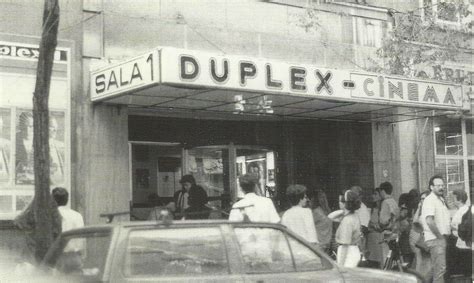 SALA 1
DUPLEX - CINEMA